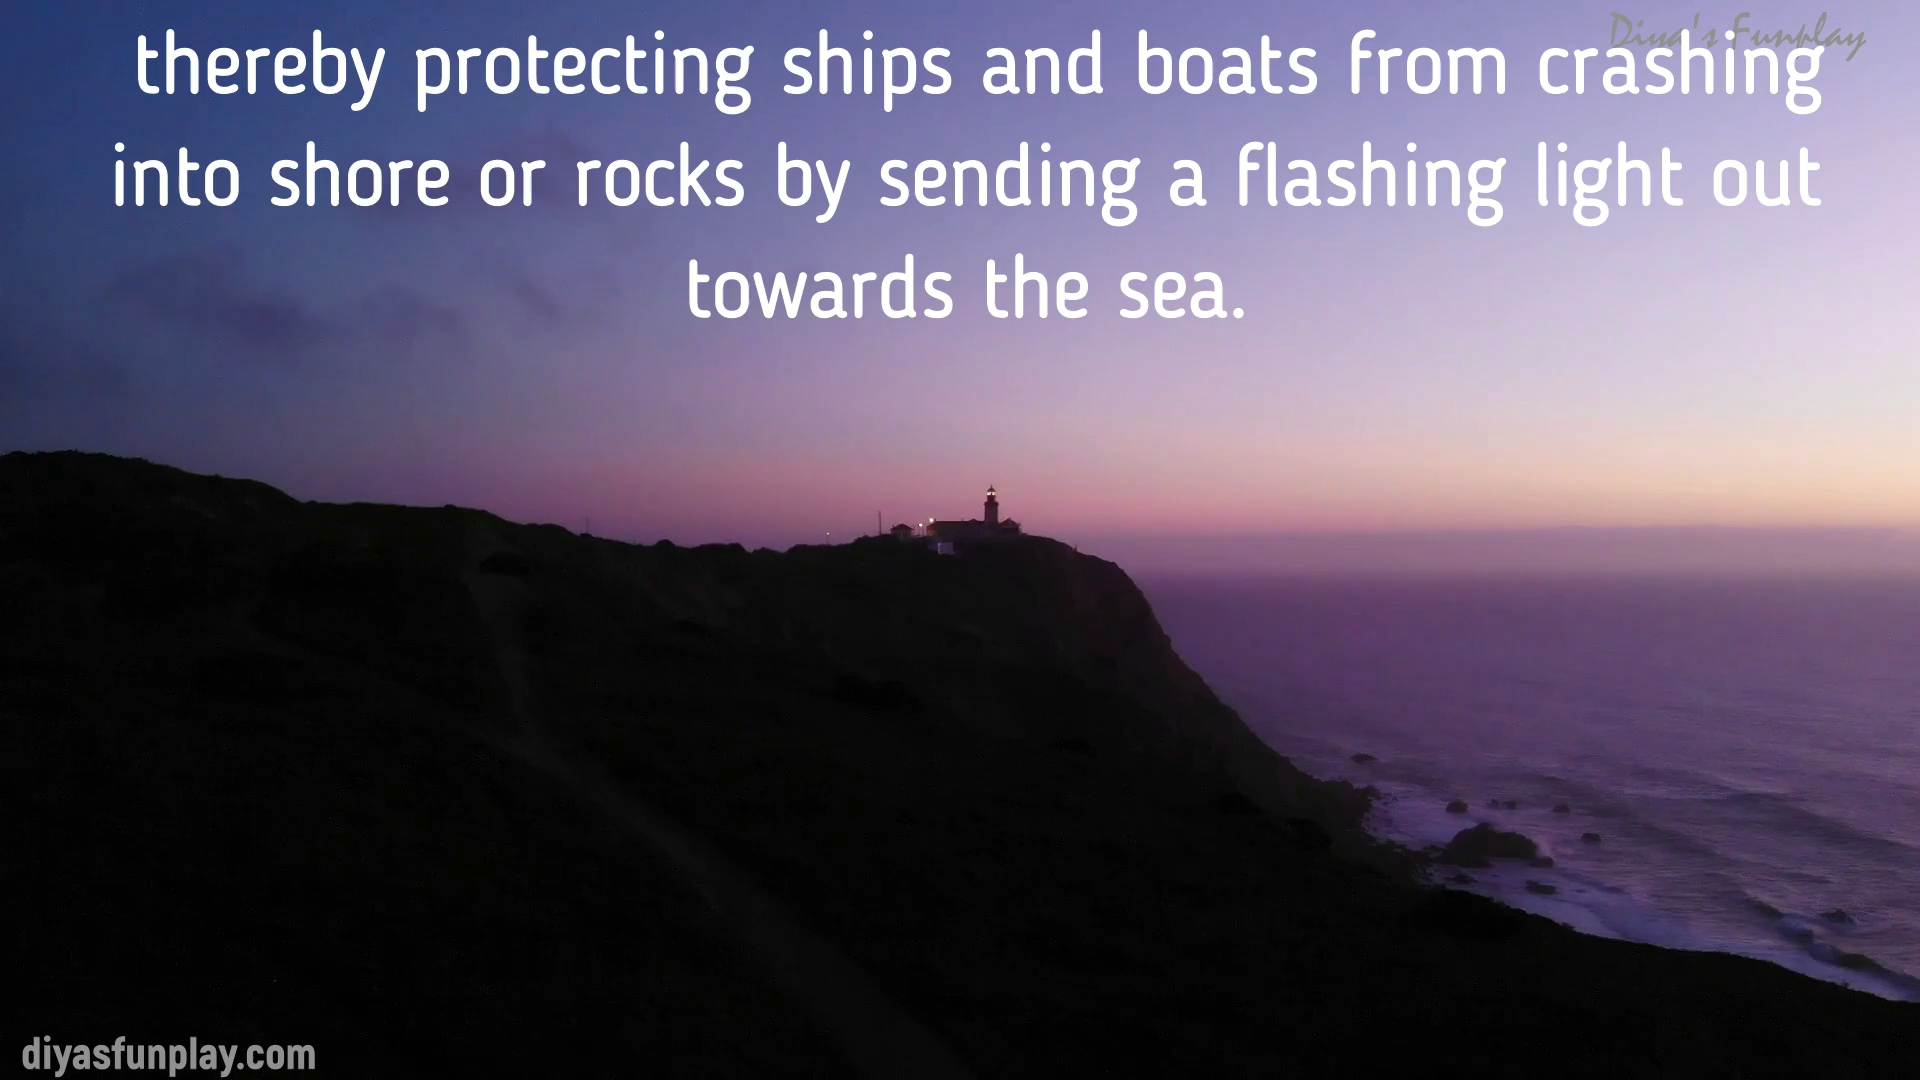 Diya's Funplay
thereby protecting ships and boats from crashing
into shore or rocks by sending a flashing light out
towards the sea.
diyasfunplay.com